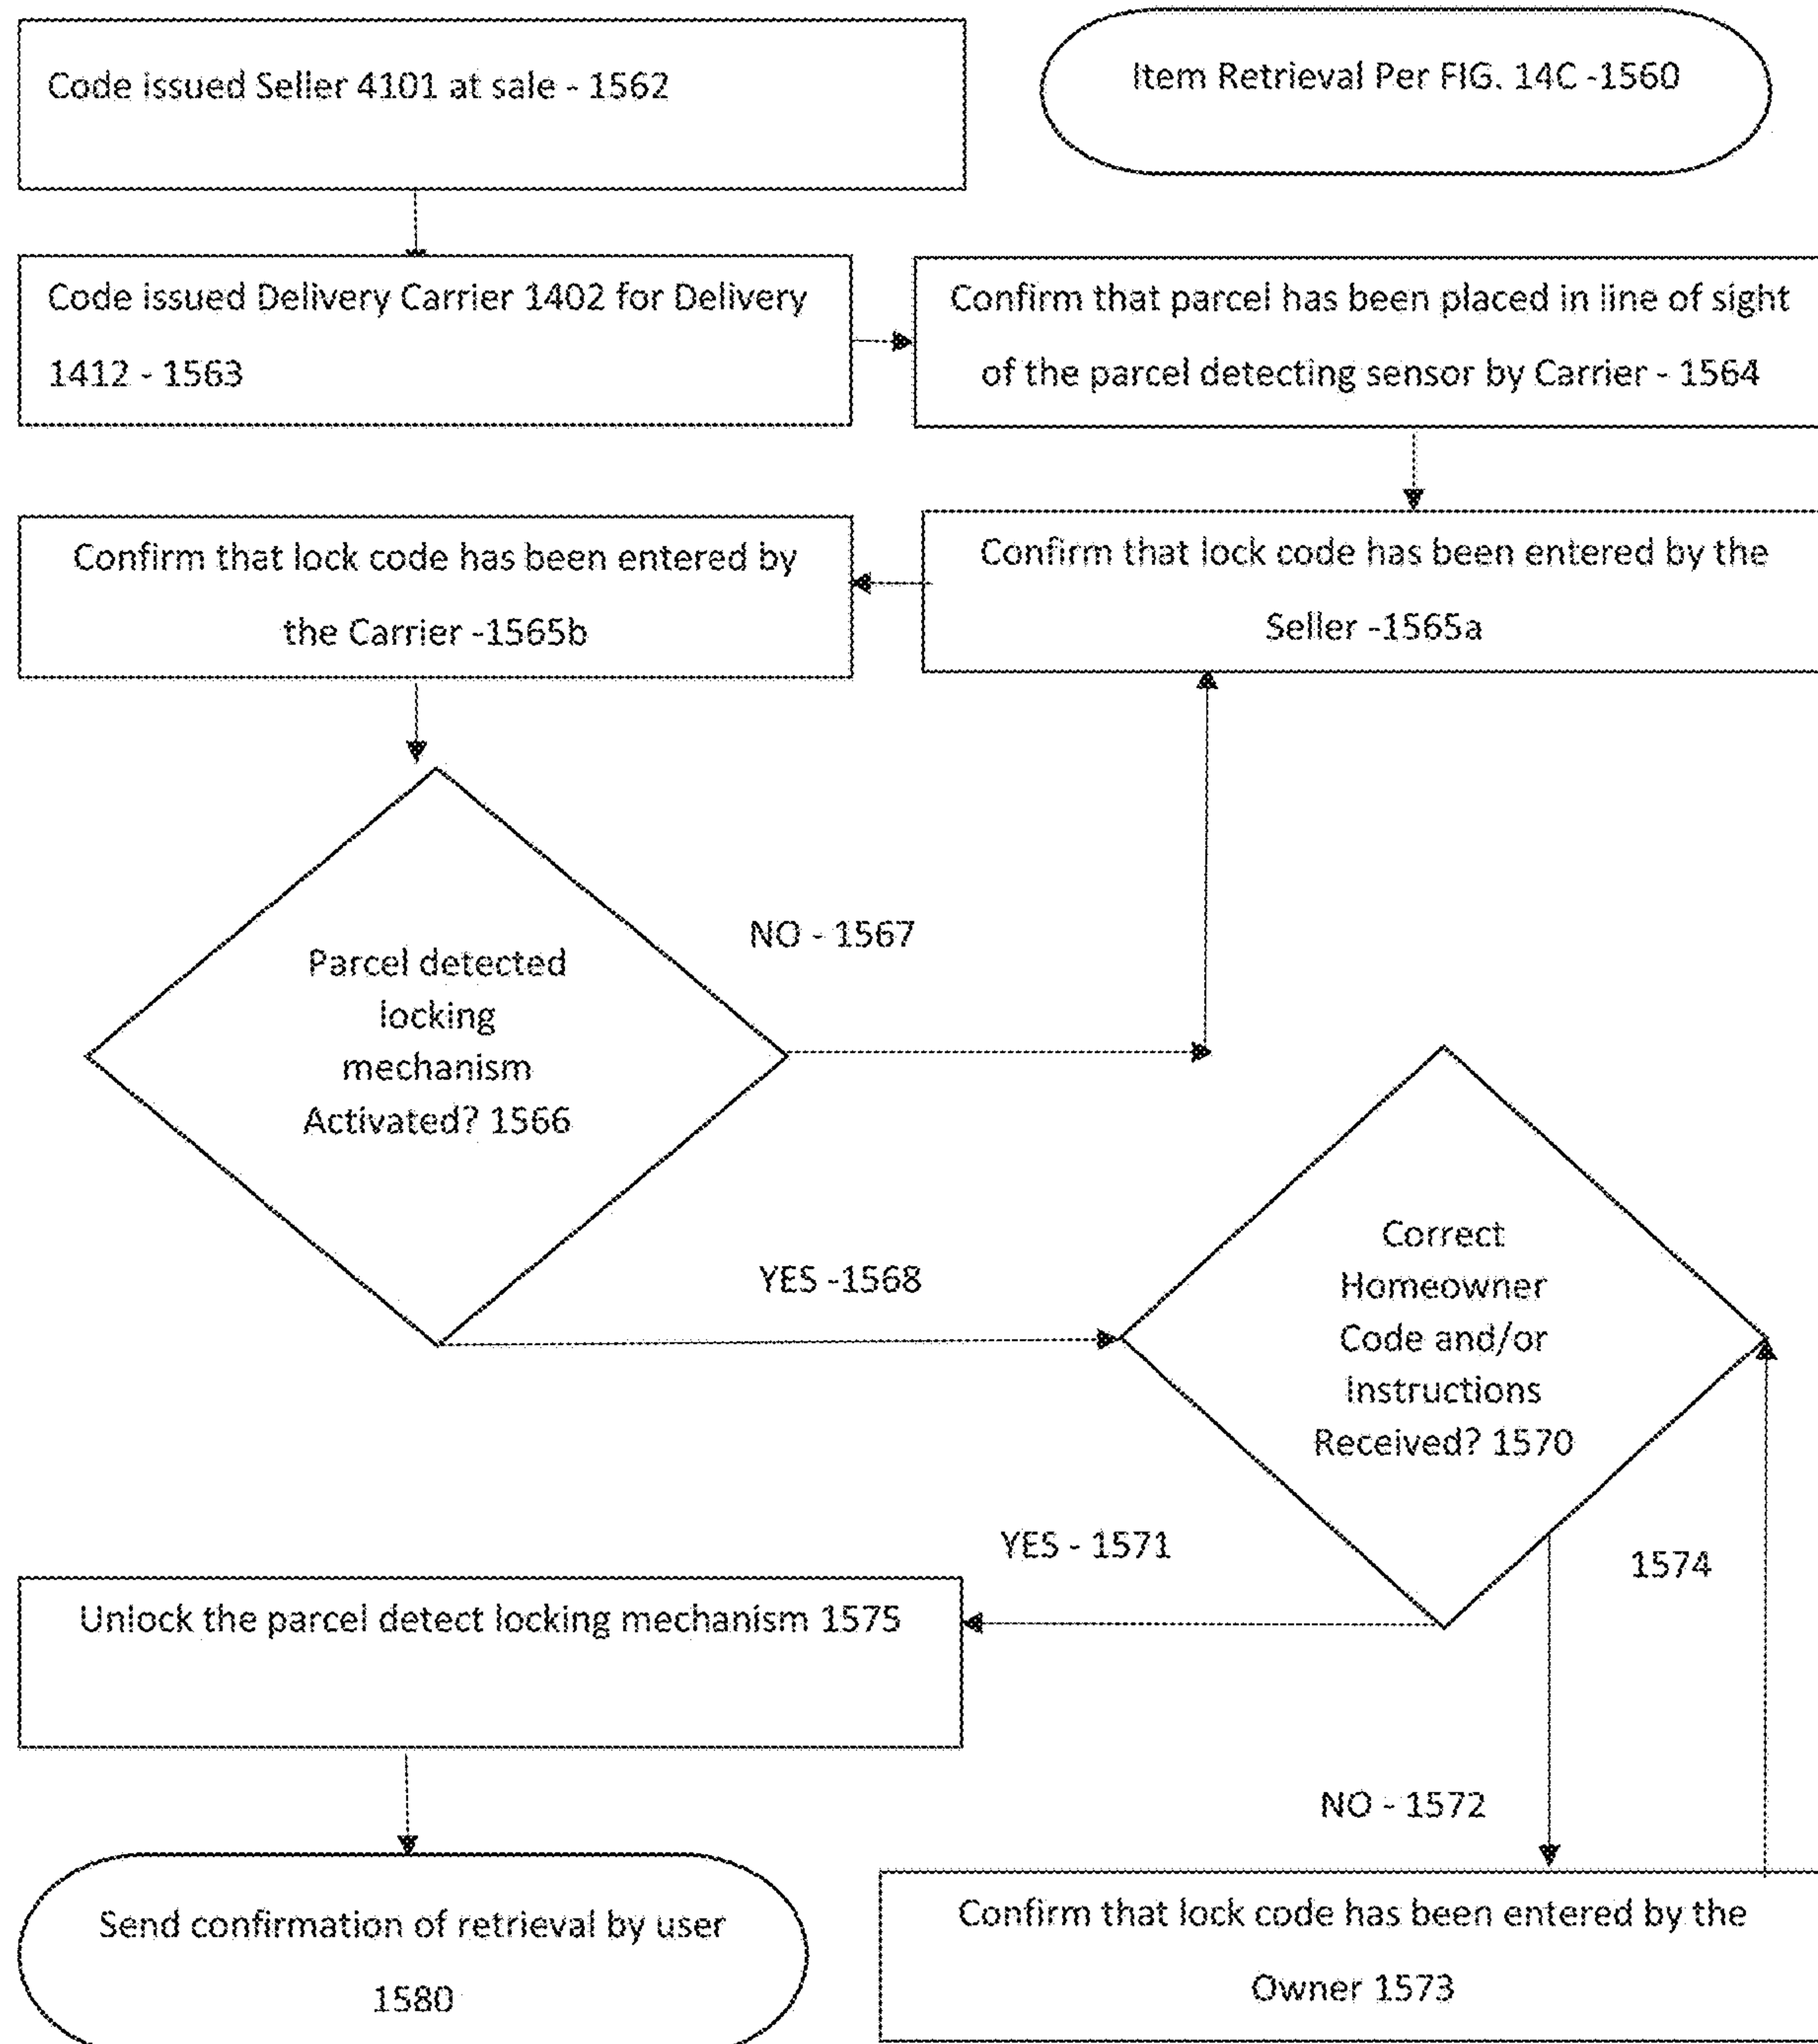 Code issued Seller 4101 at sale - 1562
Item Retrieval Per FIG. 14C -1560
Code issued Delivery Carrier 1402 for Delivery
1412 - 1563
Confirm that parcel has been placed in line of sight
of the parcel detecting sensor by Carrier - 1564
Confirm that lock code has been entered by
the Carrier -1565b
Confirm that lock code has been entered by the
Seller -1565a
NO - 1567
Parcel detected
locking
mechanism
Activated? 1566
YES -1568
Correct
Homeowner
Code and/or
Instructions
Received? 1570
YES - 1571
1574
Unlock the parcel detect locking mechanism 1575
NO - 1572
Send confirmation of retrieval by user
1580
Confirm that lock code has been entered by the
Owner 1573